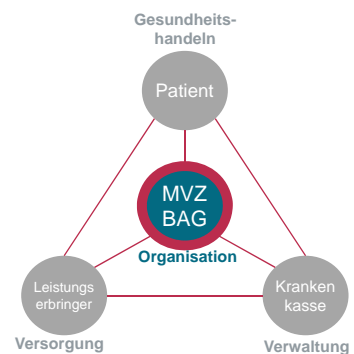 Gesundheits-
handeln
Patient
MVZ
BAG
Organisation
Leistungs
erbringer
Kranken
kasse
Versorgung
Verwaltung